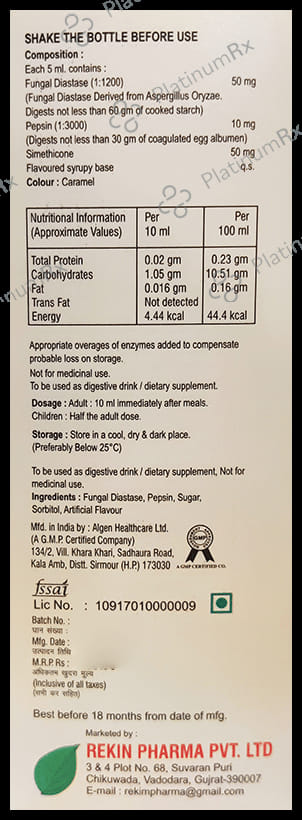 SHAKE THE BOTTLE BEFORE USE
Composition :
Each 5 ml. contains :
Fungal Diastase (1:1200) 50 mg
(Fungal Diastase Derived from Aspergillus Oryzae.
Digests not less than 60 gm of cooked starch)
Pepsin (1:3000) 10 mg
(Digests not less than 30 gm of coagulated egg albumen)
Simethicone 50 mg
Flavoured syrupy base q.s.
Colour : Caramel
Nutritional Information Per Per
(Approximate Values) 10 ml 100 ml
Total Protein 0.02 gm 0.23 gm
Carbohydrates 1.05 gm 10.51 gm
Fat 0.016 gm 0.16 gm
Trans Fat Not detected
Energy 4.44 kcal 44.4 kcal
Appropriate overages of enzymes added to compensate
probable loss on storage.
Not for medicinal use.
To be used as digestive drink / dietary supplement.
Dosage : Adult : 10 ml immediately after meals.
Children : Half the adult dose.
Storage : Store in a cool, dry & dark place.
(Preferably Below 25°C)
To be used as digestive drink / dietary supplement, Not for
medicinal use.
Ingredients : Fungal Diastase, Pepsin, Sugar,
Sorbitol, Artificial Flavour
Mfd. in India by : Algen Healthcare Ltd.
(A G.M.P. Certified Company)
134/2, Vill. Khara Khari, Sadhaura Road,
Kala Amb, Distt. Sirmour (H.P.) 173030
GMP
A GMP CERTIFIED CO.
fssai
Lic No. : 10917010000009
Batch No. :
घान संख्या :
Mfg. Date :
उत्पादन तिथि
M.R.P. Rs :
अधिकतम खुदरा मूल्य
(inclusive of all taxes)
(सभी कर सहित)
Best before 18 months from date of mfg.
Marketed by :
REKIN PHARMA PVT. LTD
3 & 4 Plot No. 68, Suvaran Puri
Chikuwada, Vadodara, Gujrat-390007
E-mail : rekimpharma@gmail.com
PlatinumRx
PlatinumRx
PlatinumRx